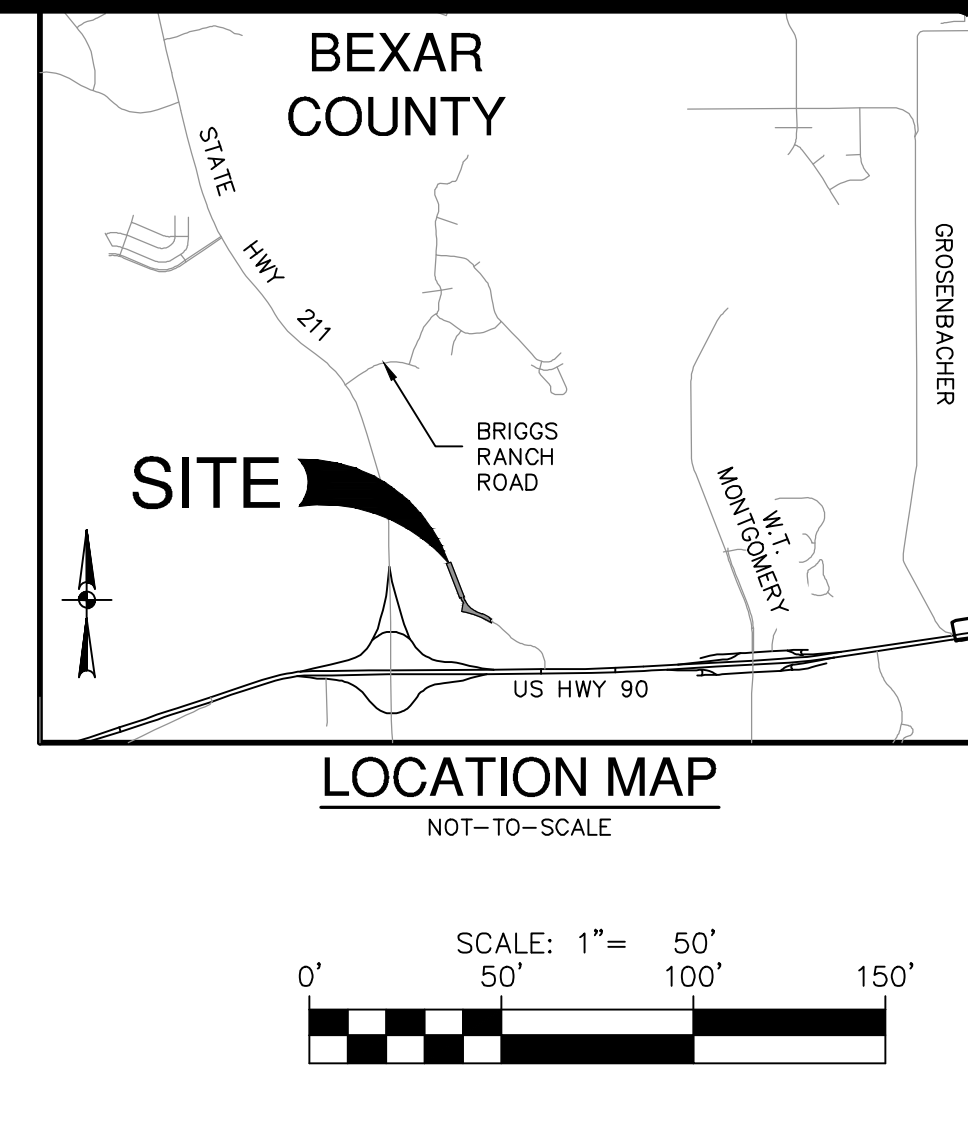 BEXAR
COUNTY
STATE
HWY
211
GROSENBACHER
BRIGGS
RANCH
ROAD
SITE
W.T.
MONTGOMERY
US HWY 90
LOCATION MAP
NOT-TO-SCALE
SCALE: 1"= 50'
0' 50' 100' 150'